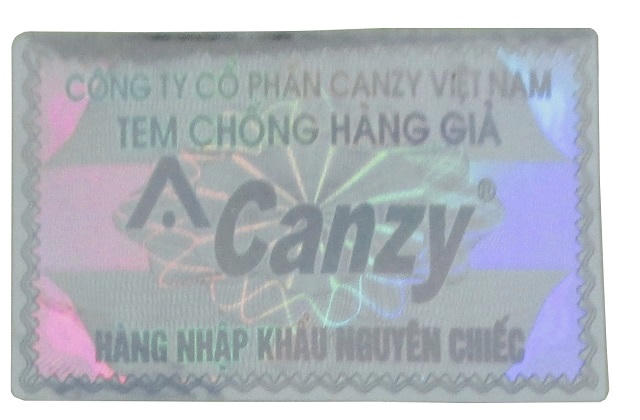 CÔNG TY CỔ PHẦN CANZY VIỆT NAM
TEM CHỐNG HÀNG GIẢ
Canzy®
HÀNG NHẬP KHẨU NGUYÊN CHIẾC